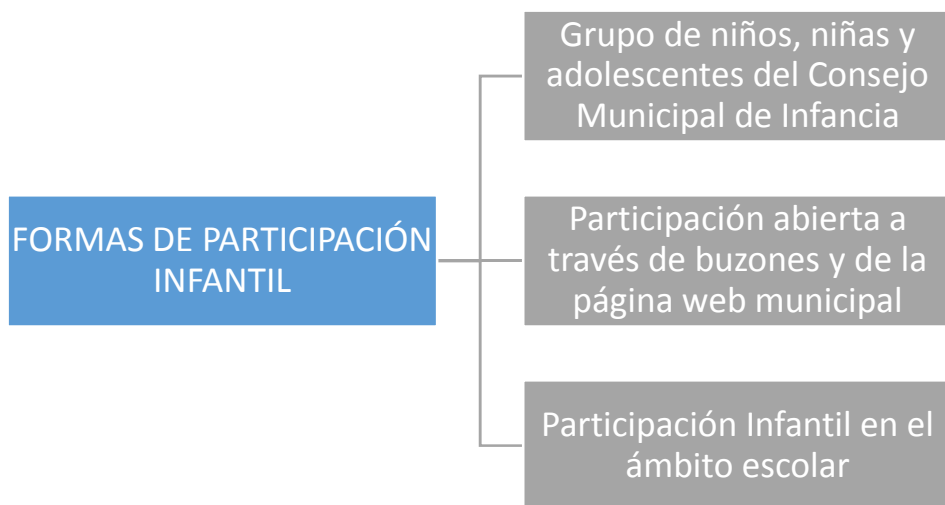 Grupo de niños, niñas y
adolescentes del Consejo
Municipal de Infancia
FORMAS DE PARTICIPACIÓN
INFANTIL
Participación abierta a
través de buzones y de la
página web municipal
Participación Infantil en el
ámbito escolar